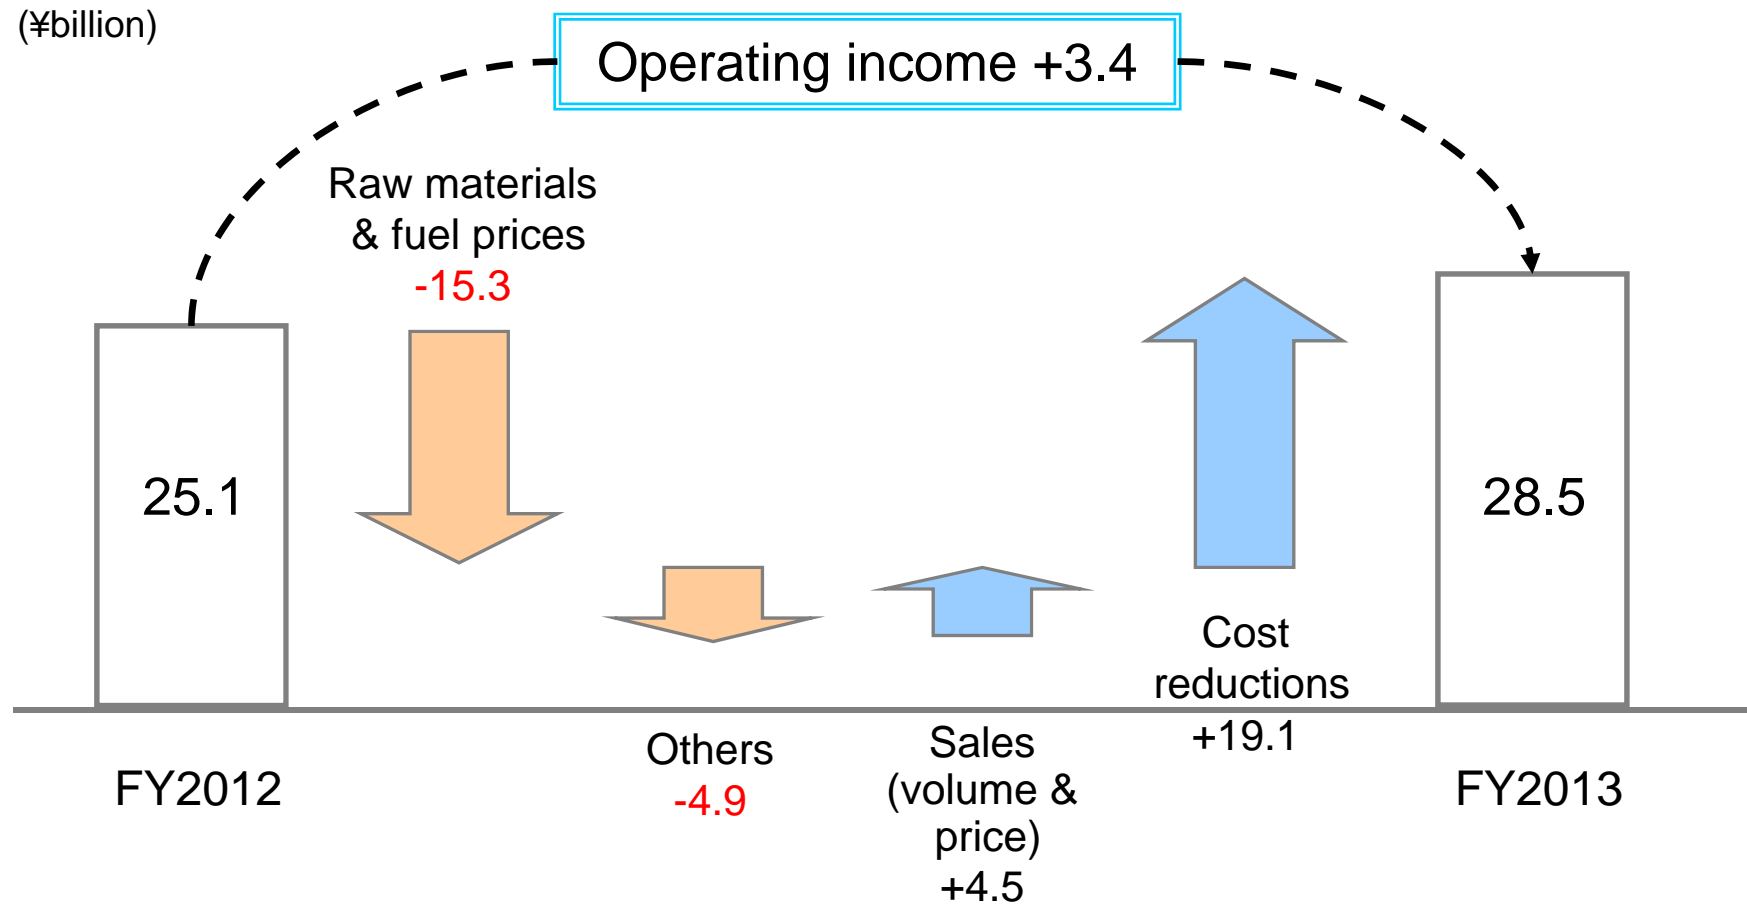 (¥billion)
Operating income +3.4
Raw materials
& fuel prices
-15.3
25.1
28.5
Cost
reductions
+19.1
Others
-4.9
Sales
(volume &
price)
+4.5
FY2012
FY2013